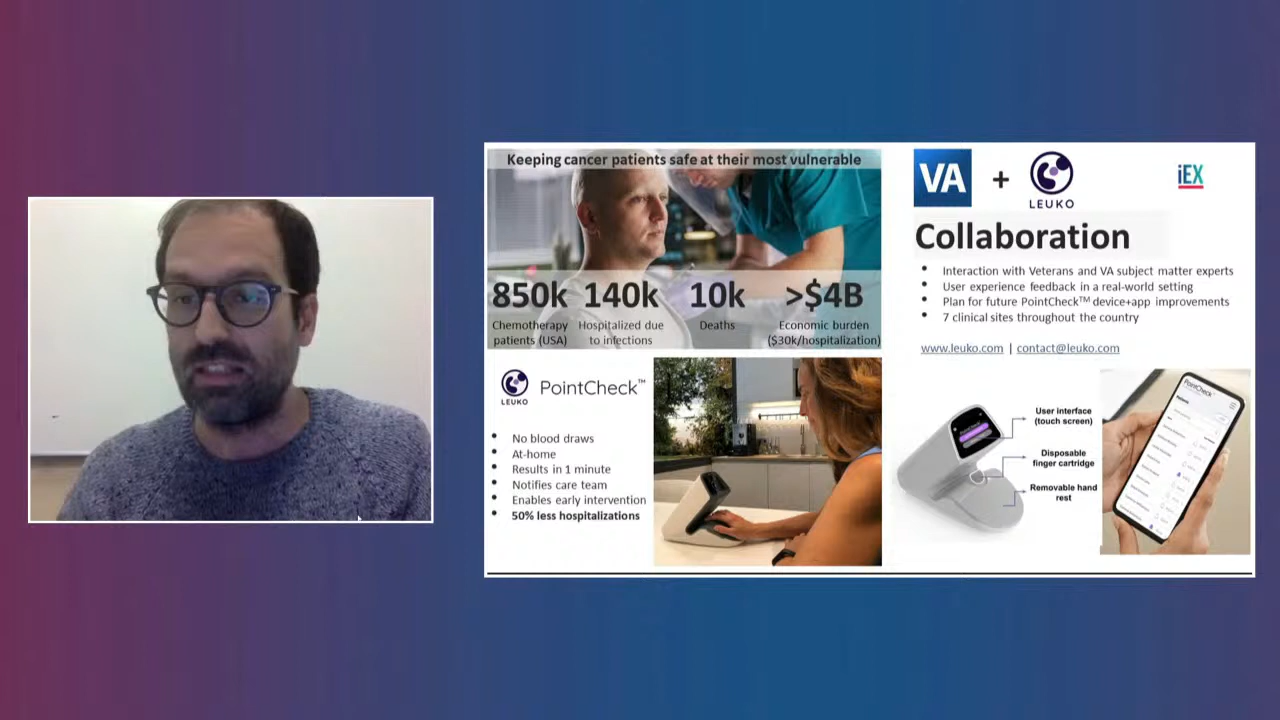 Keeping cancer patients safe at their most vulnerable
850k 140k 10k >$4B
Chemotherapy patients (USA)
Hospitalized due to infections
Deaths
Economic burden ($30k/hospitalization)
LEUKO
PointCheck™
No blood draws
At-home
Results in 1 minute
Notifies care team
Enables early intervention
50% less hospitalizations
VA + LEUKO
iEX
Collaboration
Interaction with Veterans and VA subject matter experts
User experience feedback in a real-world setting
Plan for future PointCheck™ device+app improvements
7 clinical sites throughout the country
www.leuko.com | contact@leuko.com
User interface
(touch screen)
Disposable
finger cartridge
Removable hand
rest
PointCheck